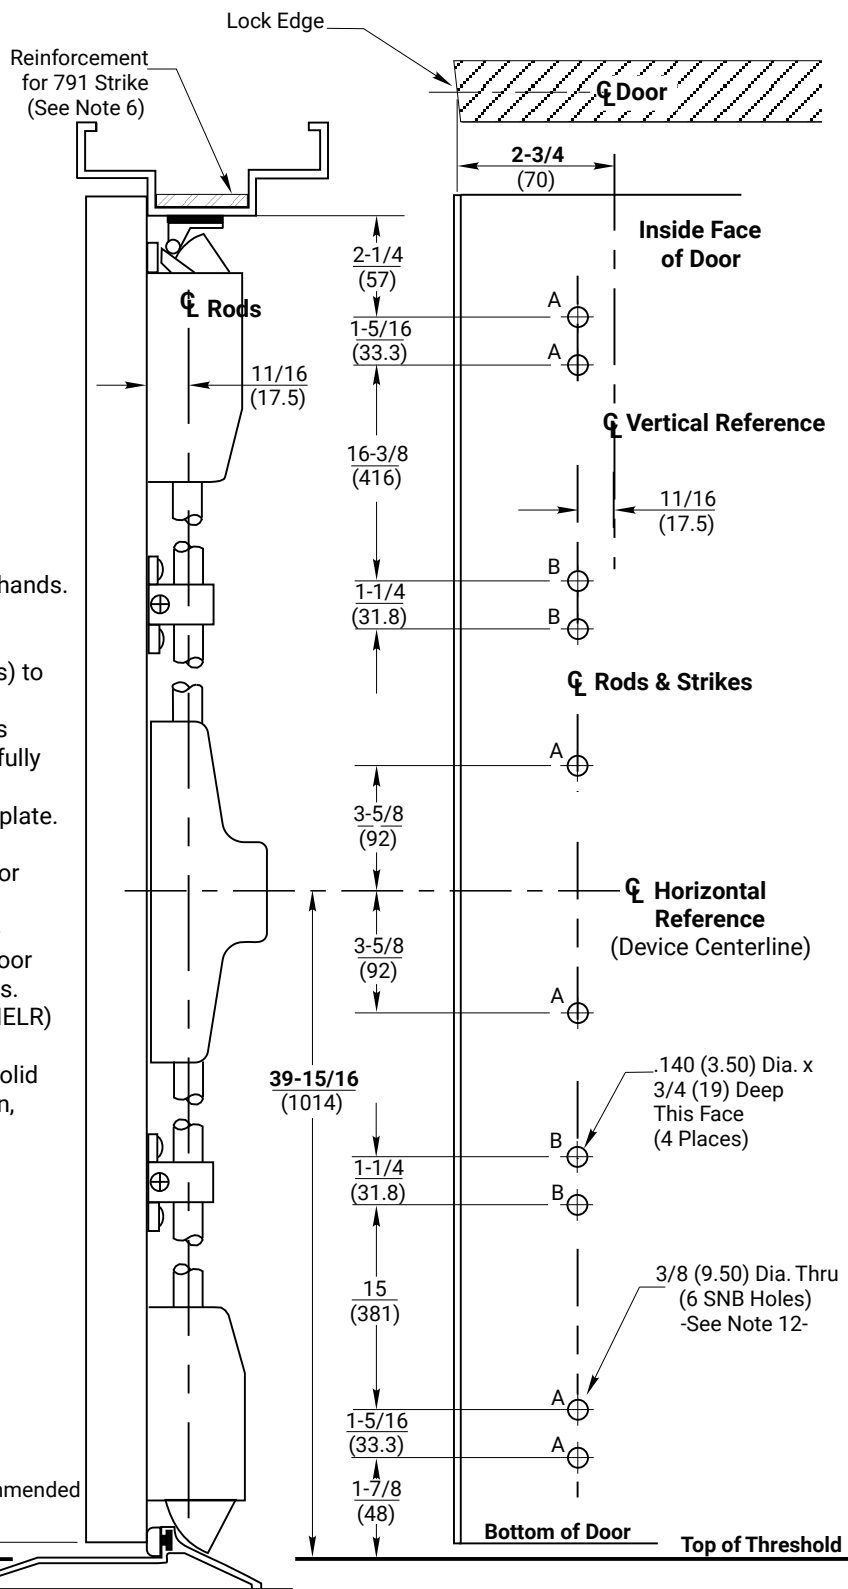 Lock Edge
Reinforcement
for 791 Strike
(See Note 6)
℄ Door
2-3/4
(70)
Inside Face
of Door
2-1/4
(57)
℄ Rods
A
1-5/16
(33.3)
A
11/16
(17.5)
℄ Vertical Reference
16-3/8
(416)
11/16
(17.5)
B
hands.
1-1/4
(31.8)
B
s) to
℄ Rods & Strikes
s
fully
A
plate.
3-5/8
(92)
or
℄ Horizontal
Reference
(Device Centerline)
oor
3-5/8
(92)
s.
A
IELR)
olid
n,
39-15/16
(1014)
.140 (3.50) Dia. x
3/4 (19) Deep
This Face
(4 Places)
B
1-1/4
(31.8)
B
15
(381)
3/8 (9.50) Dia. Thru
(6 SNB Holes)
-See Note 12-
A
1-5/16
(33.3)
A
mmended
1-7/8
(48)
Bottom of Door
Top of Threshold